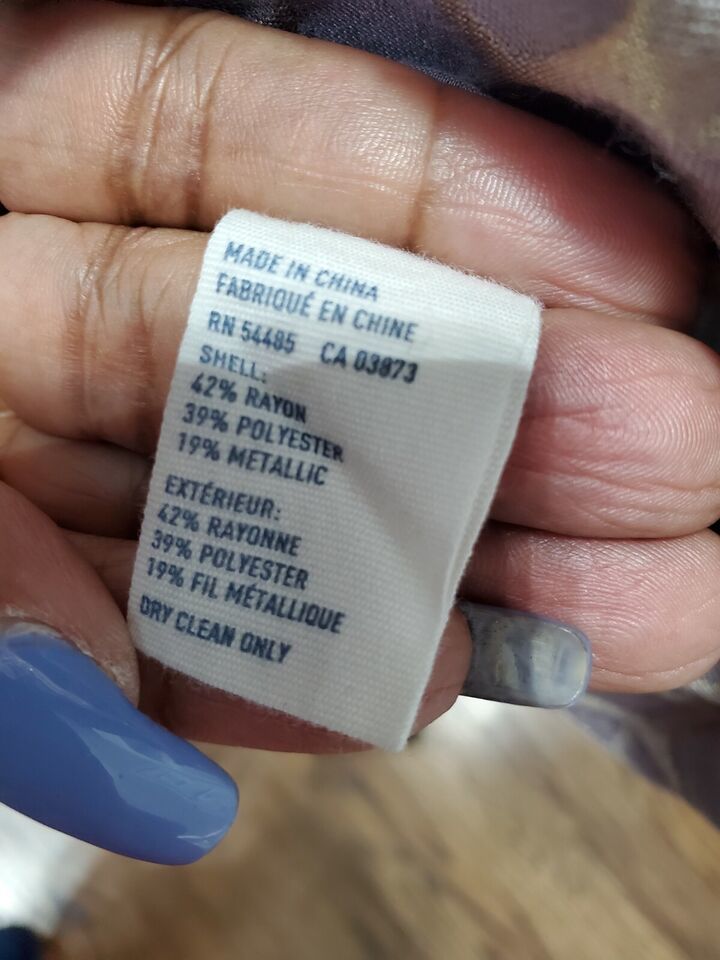 MADE IN CHINA
FABRIQUÉ EN CHINE
RN 54485 CA 03873
SHELL:
42% RAYON
39% POLYESTER
19% METALLIC
EXTÉRIEUR:
42% RAYONNE
39% POLYESTER
19% FIL MÉTALLIQUE
DRY CLEAN ONLY